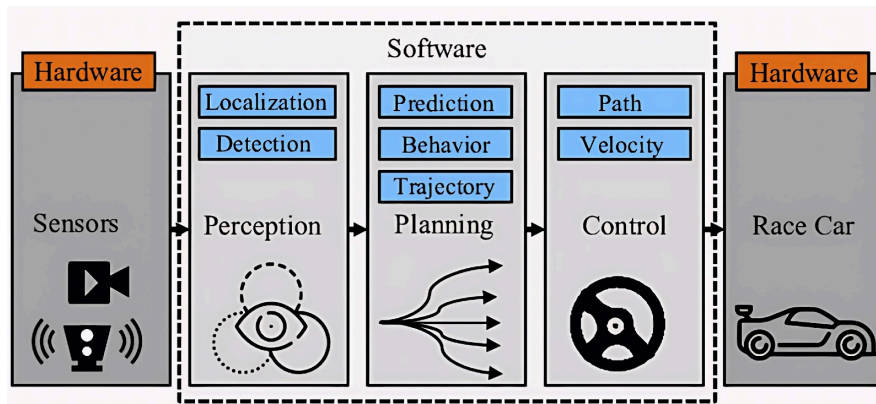 Software
Hardware
Sensors
Localization
Detection
Perception
Prediction
Behavior
Trajectory
Planning
Path
Velocity
Control
Hardware
Race Car